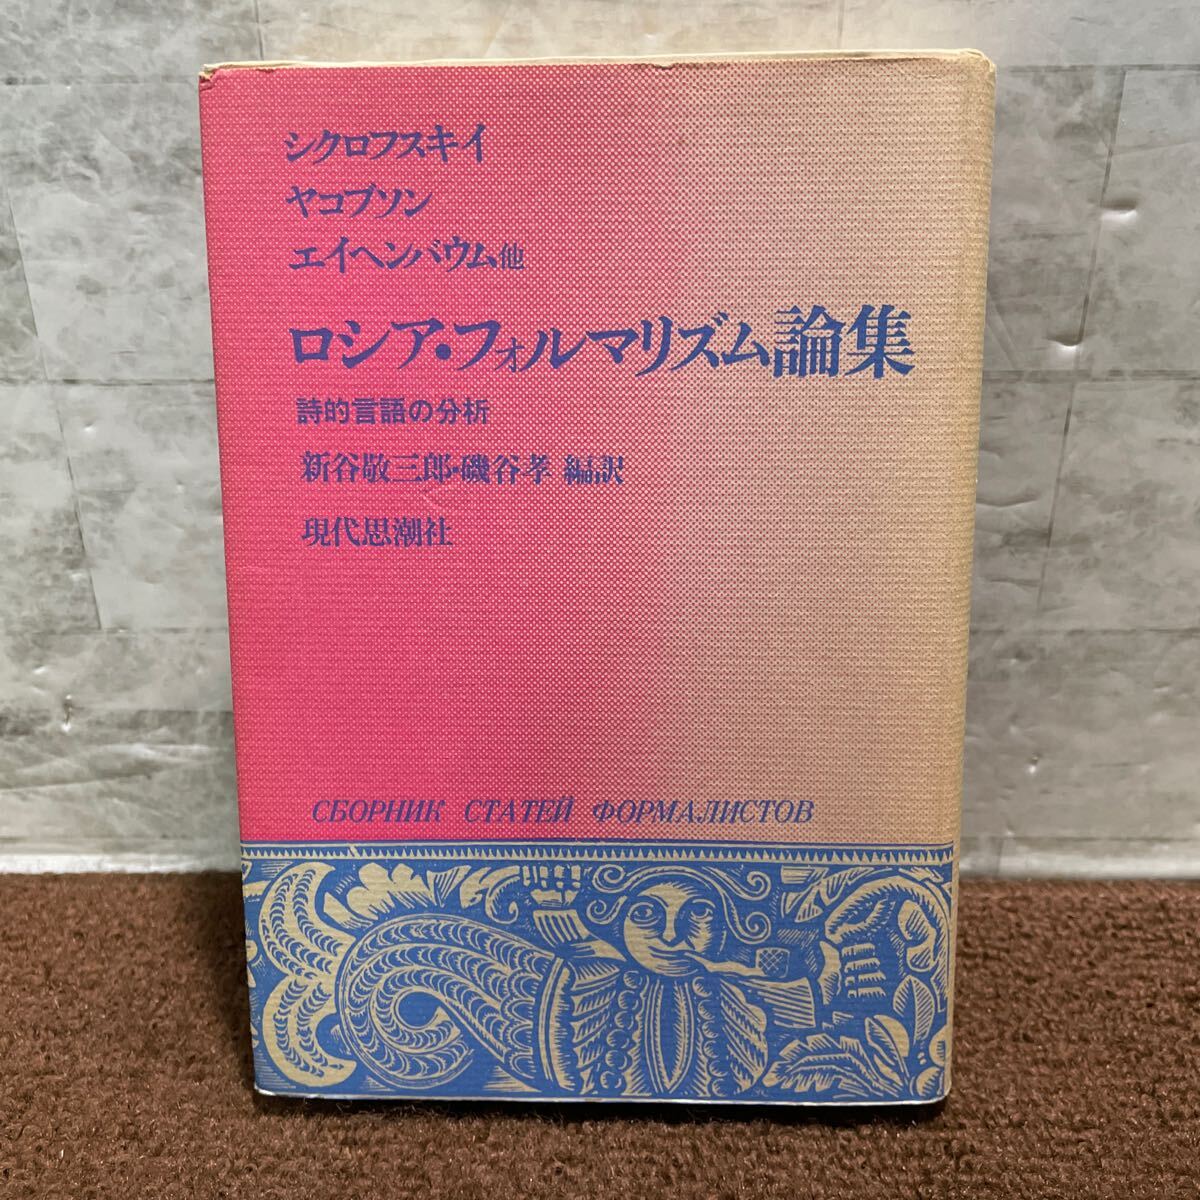 シクロフスキイ
ヤコブソン
エイヘンバウム他
ロシア・フォルマリズム論集
詩的言語の分析
新谷敬三郎・磯谷孝 編訳
現代思潮社
СБОРНИК СТАТЕЙ ФОРМАЛИСТОВ